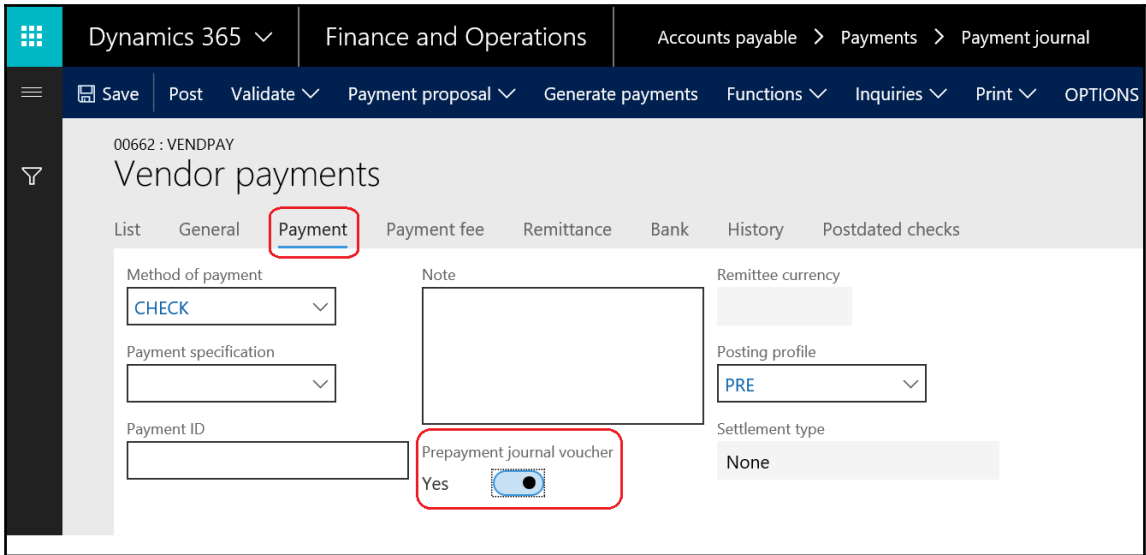 Dynamics 365 Finance and Operations Accounts payable > Payments > Payment journal
Save Post Validate Payment proposal Generate payments Functions Inquiries Print OPTIONS
00662 : VENDPAY
Vendor payments
List General Payment Payment fee Remittance Bank History Postdated checks
Method of payment Note Remittee currency
CHECK
Payment specification Posting profile
PRE
Payment ID Settlement type
Prepayment journal voucher
None
Yes